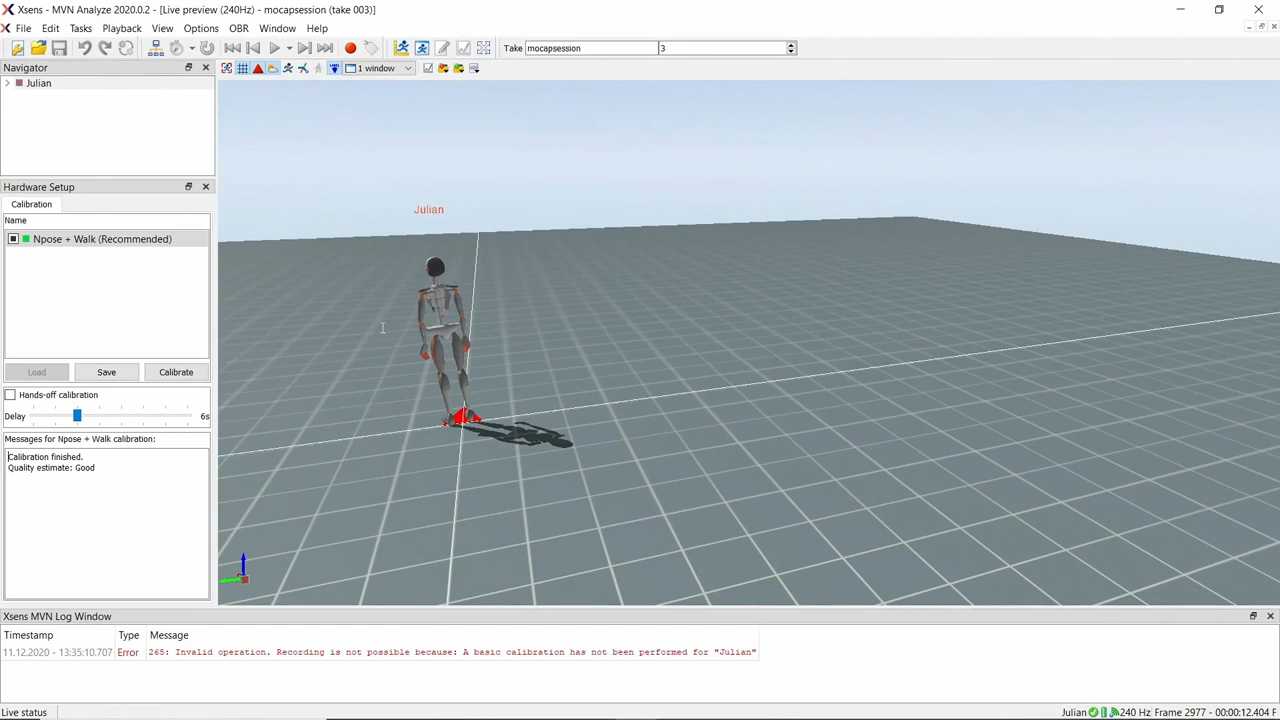 Xsens - MVN Analyze 2020.0.2 - [Live preview (240Hz) - mocapsession (take 003)]
File Edit Tasks Playback View Options OBR Window Help
Take mocapsession 3
Navigator
1 window
Julian
Hardware Setup
Calibration
Name
Npose + Walk (Recommended)
Load Save Calibrate
Hands-off calibration
Delay 6s
Messages for Npose + Walk calibration:
Calibration finished.
Quality estimate: Good
Julian
Xsens MVN Log Window
Timestamp Type Message
11.12.2020 - 13:35:10.707 Error 265: Invalid operation. Recording is not possible because: A basic calibration has not been performed for "Julian"
Live status Julian 240 Hz Frame 2977 - 00:00:12.404 F